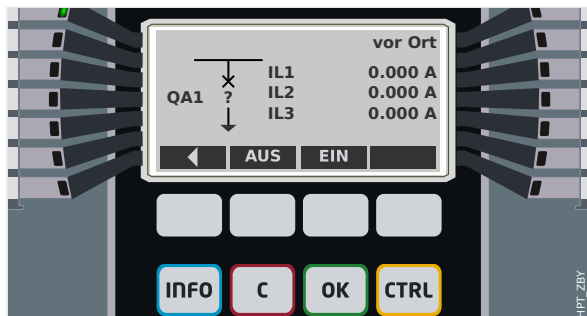 vor Ort
IL1 0.000 A
QA1 ? IL2 0.000 A
IL3 0.000 A
AUS EIN
INFO C OK CTRL
HPT_ZBY